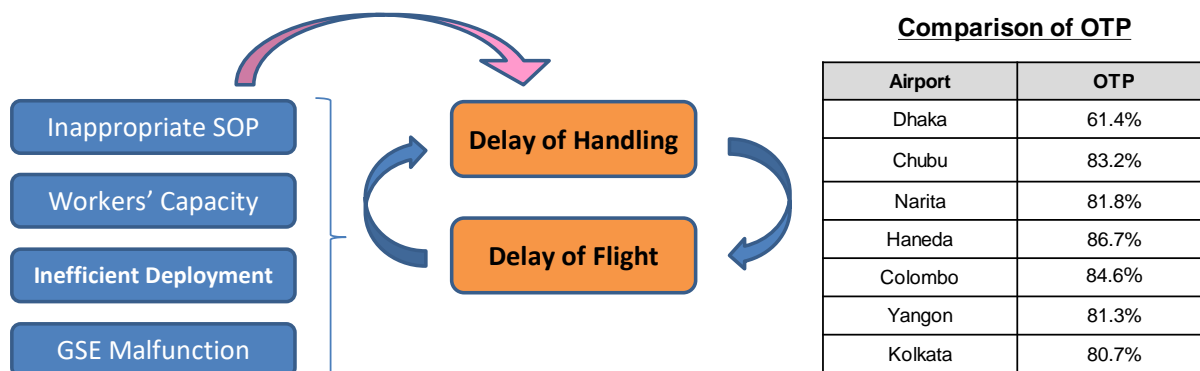 Inappropriate SOP
Workers’ Capacity
Inefficient Deployment
GSE Malfunction
Delay of Handling
Delay of Flight
Comparison of OTP
Airport OTP
Dhaka 61.4%
Chubu 83.2%
Narita 81.8%
Haneda 86.7%
Colombo 84.6%
Yangon 81.3%
Kolkata 80.7%